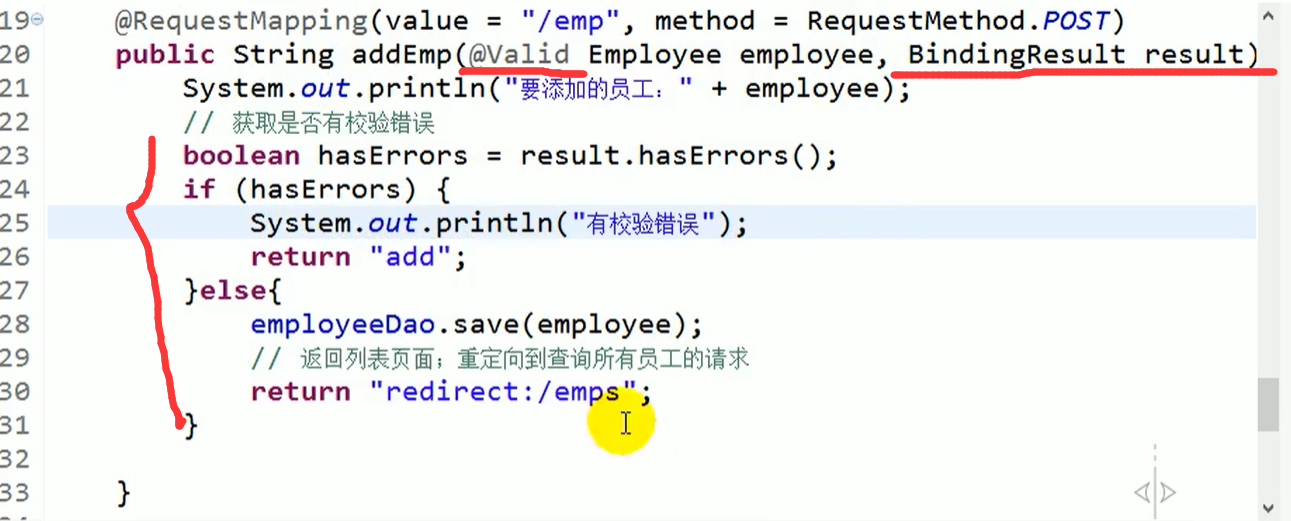 19 @RequestMapping(value = "/emp", method = RequestMethod.POST)
20 public String addEmp(@Valid Employee employee, BindingResult result)
21 System.out.println("要添加的员工：" + employee);
22 // 获取是否有校验错误
23 boolean hasErrors = result.hasErrors();
24 if (hasErrors) {
25 System.out.println("有校验错误");
26 return "add";
27 }else{
28 employeeDao.save(employee);
29 // 返回列表页面；重定向到查询所有员工的请求
30 return "redirect:/emps";
31 }
32
33 }